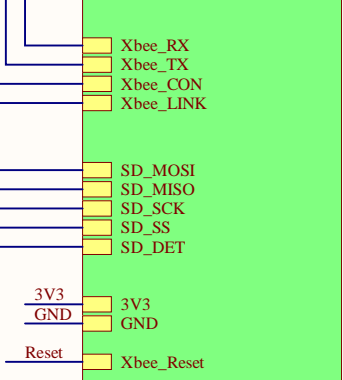 Xbee_RX
Xbee_TX
Xbee_CON
Xbee_LINK
SD_MOSI
SD_MISO
SD_SCK
SD_SS
SD_DET
3V3 3V3
GND GND
Reset Xbee_Reset